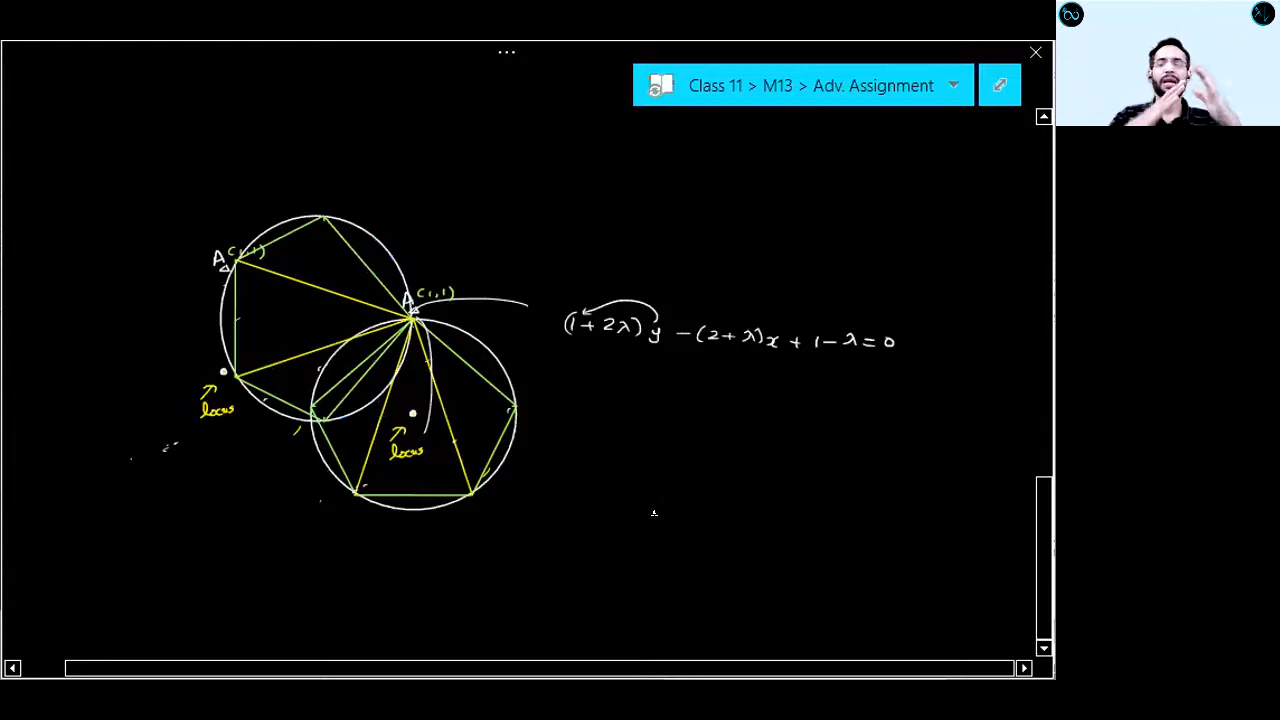 Class 11 > M13 > Adv. Assignment
A(1,1)
A(1,1)
(1+2λ)y -(2+λ)x + 1-λ=0
locus
locus